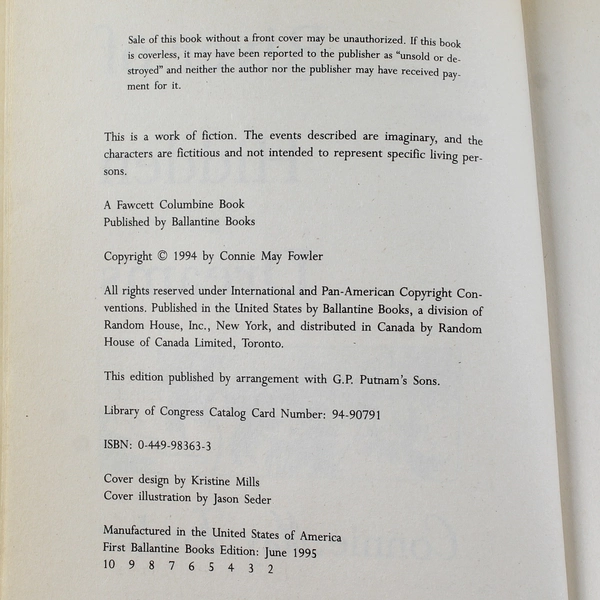 Sale of this book without a front cover may be unauthorized. If this book
is coverless, it may have been reported to the publisher as “unsold or de-
stroyed” and neither the author nor the publisher may have received pay-
ment for it.
This is a work of fiction. The events described are imaginary, and the
characters are fictitious and not intended to represent specific living per-
sons.
A Fawcett Columbine Book
Published by Ballantine Books
Copyright © 1994 by Connie May Fowler
All rights reserved under International and Pan-American Copyright Con-
ventions. Published in the United States by Ballantine Books, a division of
Random House, Inc., New York, and distributed in Canada by Random
House of Canada Limited, Toronto.
This edition published by arrangement with G.P. Putnam’s Sons.
Library of Congress Catalog Card Number: 94-90791
ISBN: 0-449-98363-3
Cover design by Kristine Mills
Cover illustration by Jason Seder
Manufactured in the United States of America
First Ballantine Books Edition: June 1995
10 9 8 7 6 5 4 3 2